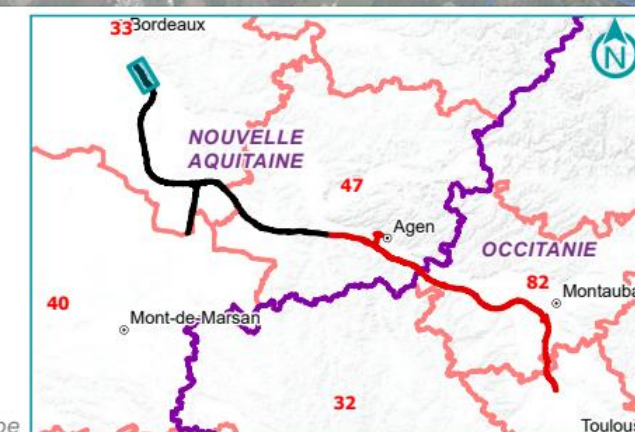 33
Bordeaux
N
NOUVELLE
AQUITAINE
47
Agen
OCCITANIE
82
Montauba
40
Mont-de-Marsan
32
Toulous